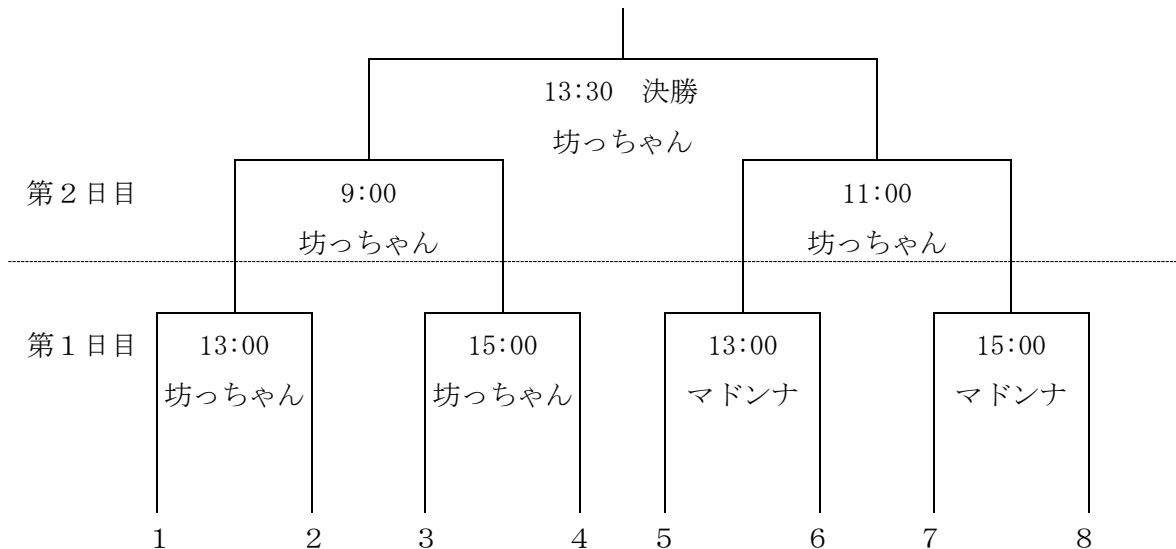 13:30　決勝
坊っちゃん
第２日目
9:00
11:00
坊っちゃん
坊っちゃん
第１日目
13:00
15:00
13:00
15:00
坊っちゃん
坊っちゃん
マドンナ
マドンナ
１
２
３
４
５
６
７
８